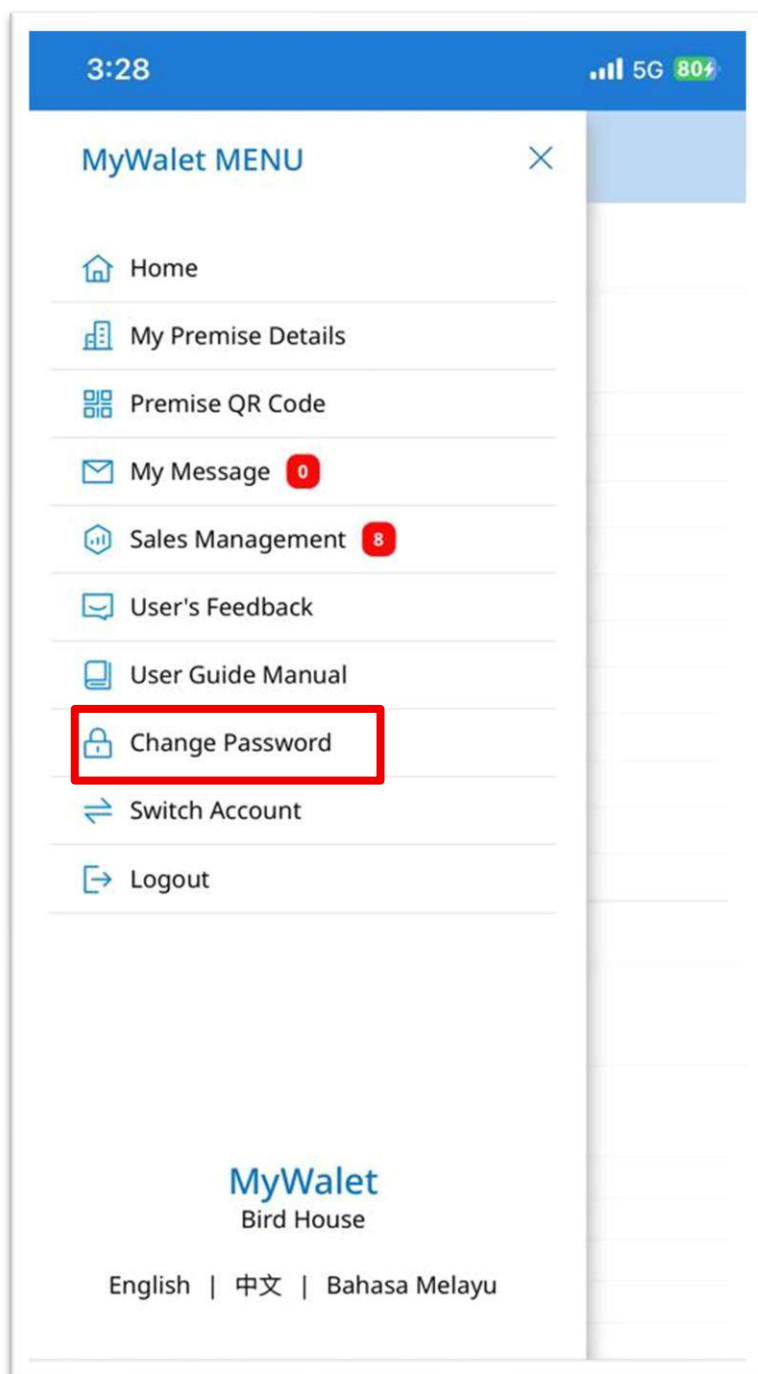 3:28 5G 80
MyWalet MENU
Home
My Premise Details
Premise QR Code
My Message 0
Sales Management 8
User's Feedback
User Guide Manual
Change Password
Switch Account
Logout
MyWalet
Bird House
English | 中文 | Bahasa Melayu